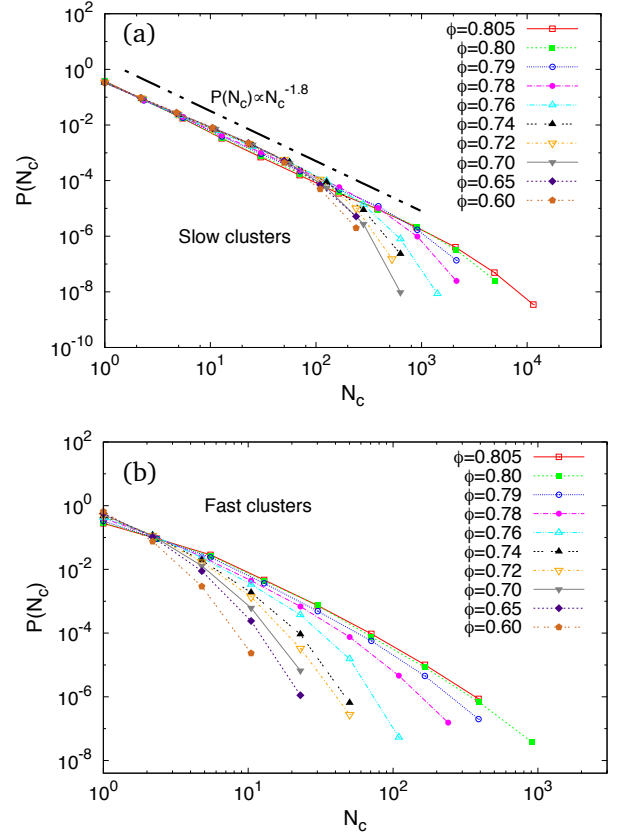 (a)
P(N_c)∝N_c^-1.8
ϕ=0.805
ϕ=0.80
ϕ=0.79
ϕ=0.78
ϕ=0.76
ϕ=0.74
ϕ=0.72
ϕ=0.70
ϕ=0.65
ϕ=0.60
Slow clusters
P(N_c)
10^2
10^0
10^-2
10^-4
10^-6
10^-8
10^-10
10^0 10^1 10^2 10^3 10^4
N_c
(b)
Fast clusters
ϕ=0.805
ϕ=0.80
ϕ=0.79
ϕ=0.78
ϕ=0.76
ϕ=0.74
ϕ=0.72
ϕ=0.70
ϕ=0.65
ϕ=0.60
P(N_c)
10^2
10^0
10^-2
10^-4
10^-6
10^-8
10^0 10^1 10^2 10^3
N_c